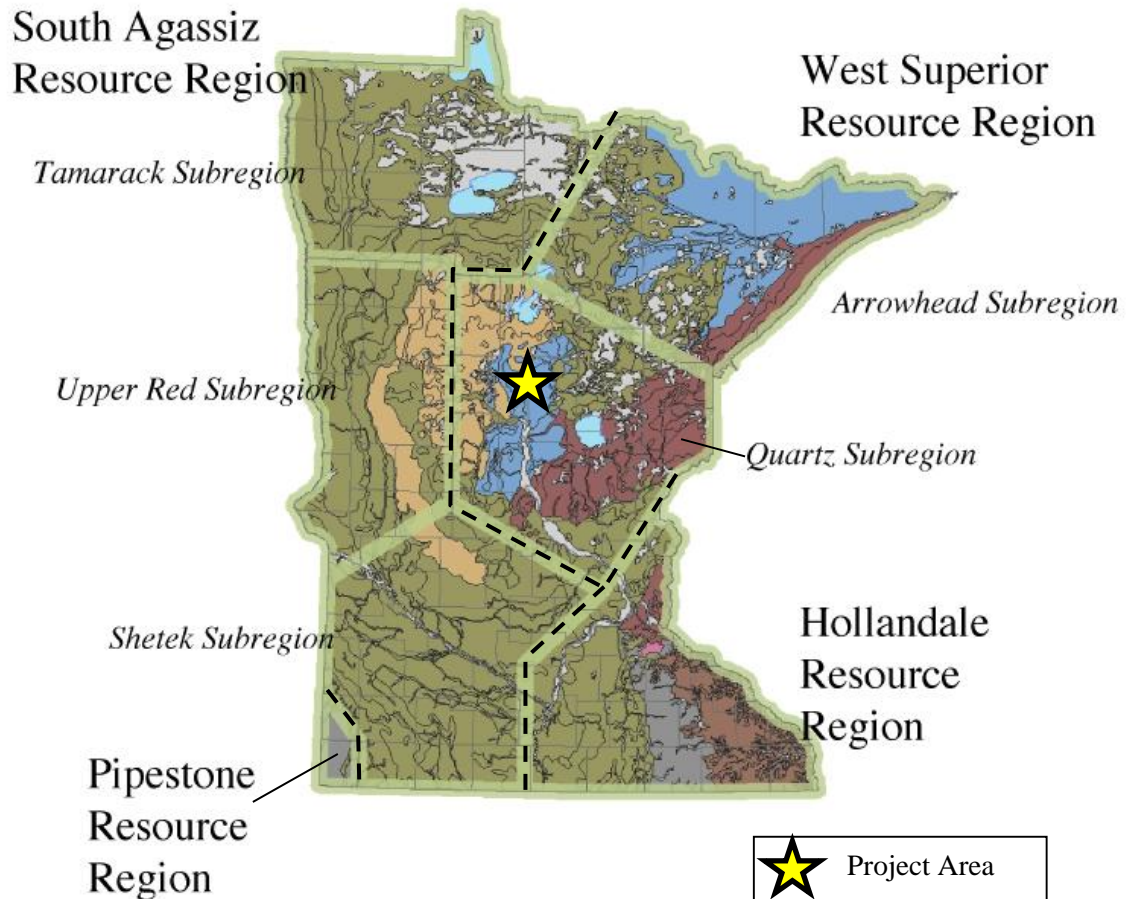 South Agassiz
Resource Region
West Superior
Resource Region
Tamarack Subregion
Arrowhead Subregion
Upper Red Subregion
Quartz Subregion
Shetek Subregion
Hollandale
Resource
Region
Pipestone
Resource
Region
Project Area